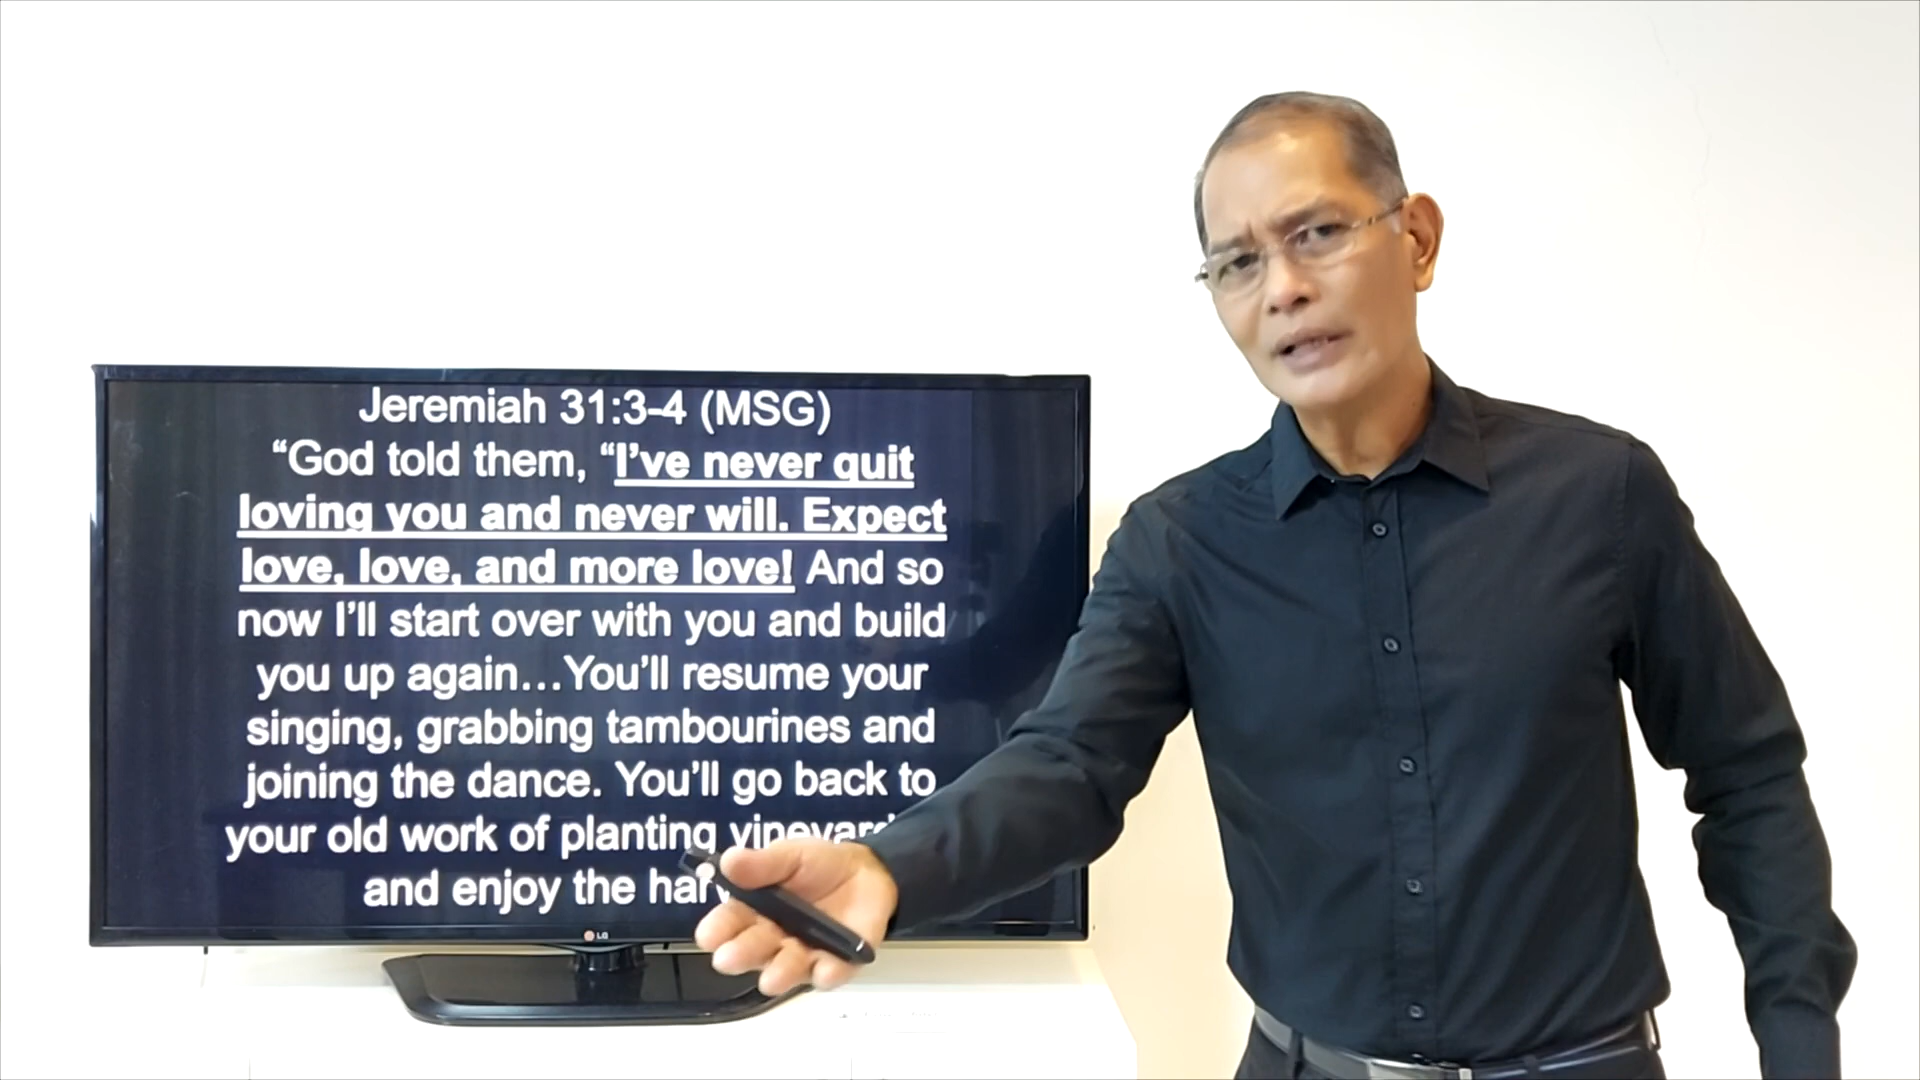 Jeremiah 31:3-4 (MSG)
“God told them, “I’ve never quit
loving you and never will. Expect
love, love, and more love! And so
now I’ll start over with you and build
you up again…You’ll resume your
singing, grabbing tambourines and
joining the dance. You’ll go back to
your old work of planting
and enjoy the
LG